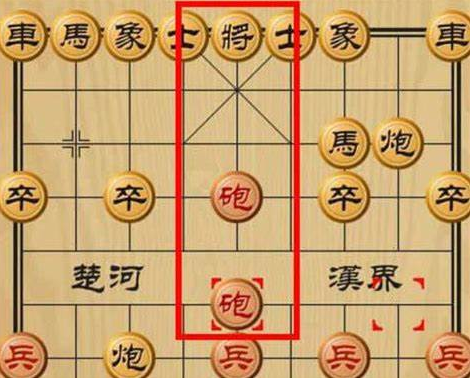 車 馬 象 士 將 士 象 車
馬 炮
卒 卒 砲 卒 卒
楚河 漢界
砲
兵 炮 兵 兵 兵